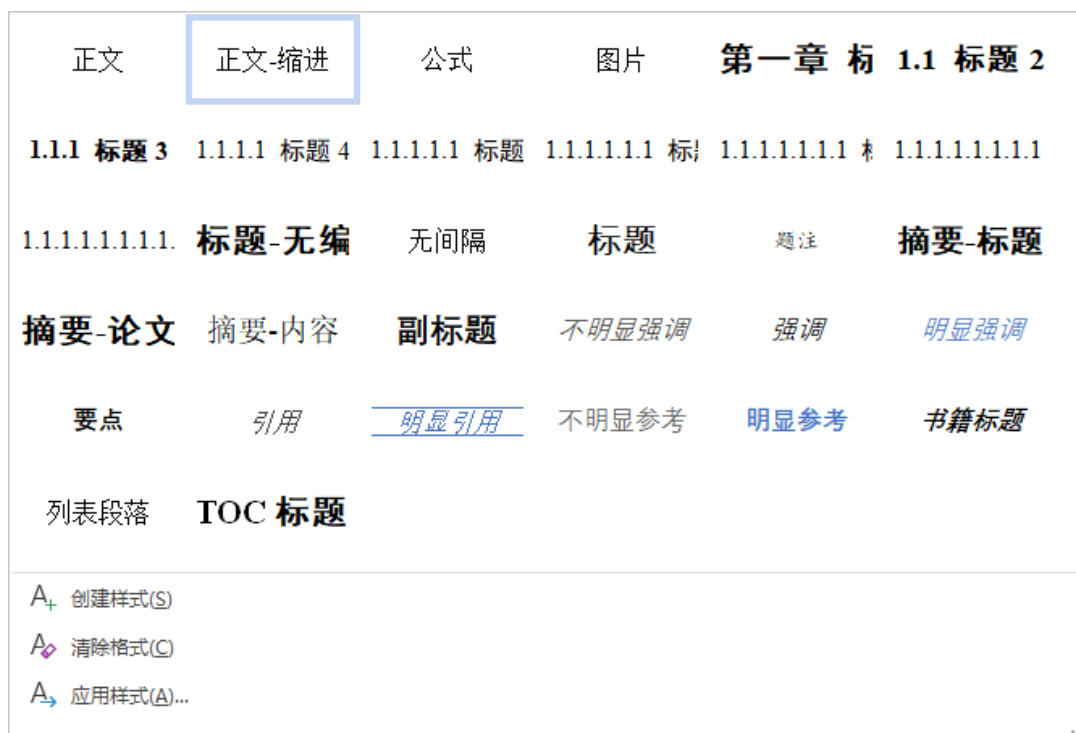 正文 正文-缩进 公式 图片 第一章 标 1.1 标题 2
1.1.1 标题 3 1.1.1.1 标题 4 1.1.1.1.1 标题 1.1.1.1.1.1 标 1.1.1.1.1.1.1 1.1.1.1.1.1.1.1
1.1.1.1.1.1.1.1. 标题-无编 无间隔 标题 题注 摘要-标题
摘要-论文 摘要-内容 副标题 不明显强调 强调 明显强调
要点 引用 明显引用 不明显参考 明显参考 书籍标题
列表段落 TOC 标题
A+ 创建样式(S)
A 清除格式(C)
A 应用样式(A)...